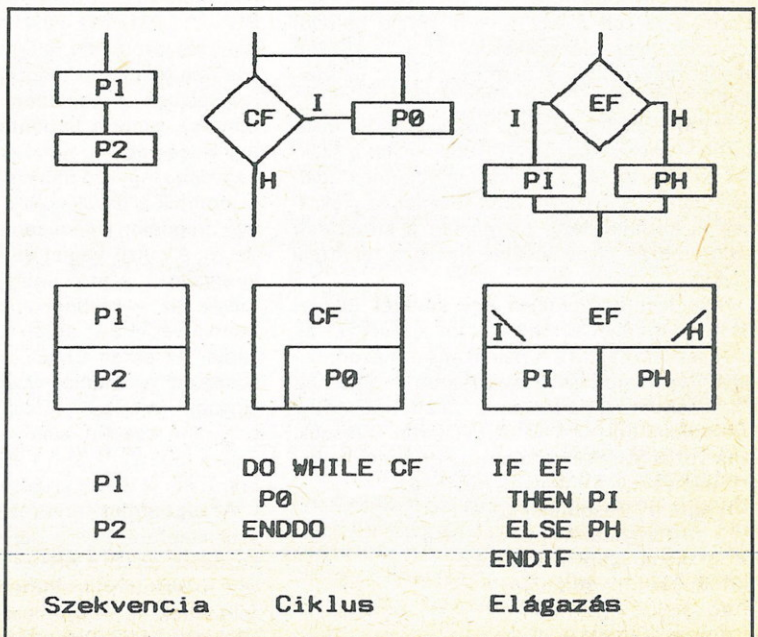 P1
P2
CF
I
P0
H
EF
I
H
PI
PH
P1
P2
CF
P0
EF
I
H
PI
PH
P1
P2
DO WHILE CF
P0
ENDDO
IF EF
THEN PI
ELSE PH
ENDIF
Szekvencia
Ciklus
Elágazás